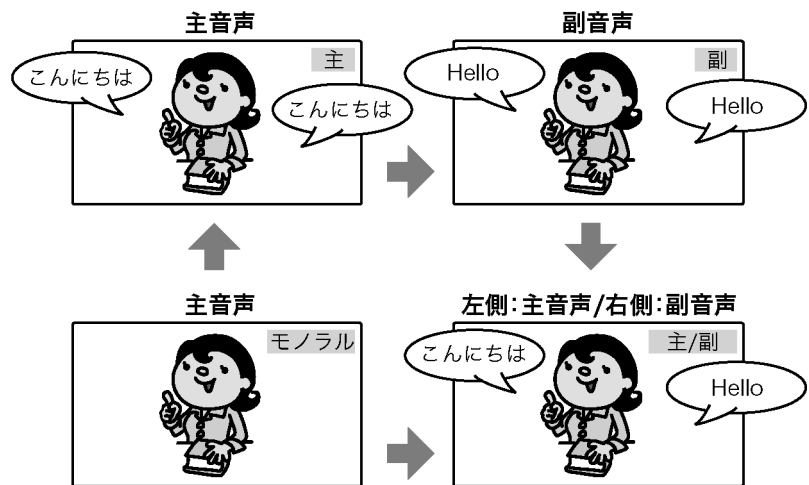 主音声
主
こんにちは
こんにちは
副音声
副
Hello
Hello
主音声
モノラル
左側:主音声/右側:副音声
主/副
こんにちは
Hello